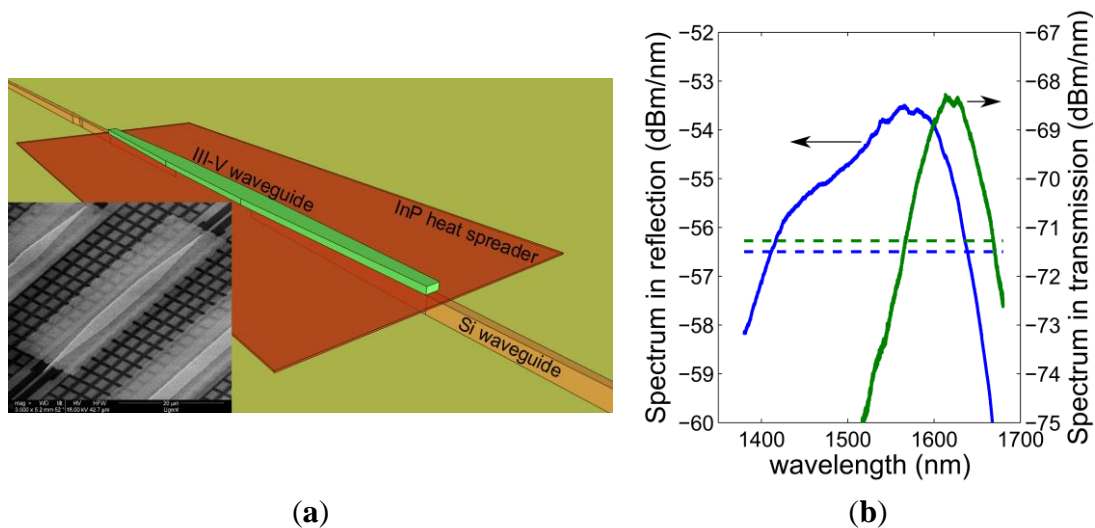 III-V waveguide
InP heat spreader
Si waveguide
20 µm
(a)
Spectrum in reflection (dBm/nm)
−52
−53
−54
−55
−56
−57
−58
−59
−60
1400 1500 1600 1700
wavelength (nm)
−67
−68
−69
−70
−71
−72
−73
−74
−75
Spectrum in transmission (dBm/nm)
(b)